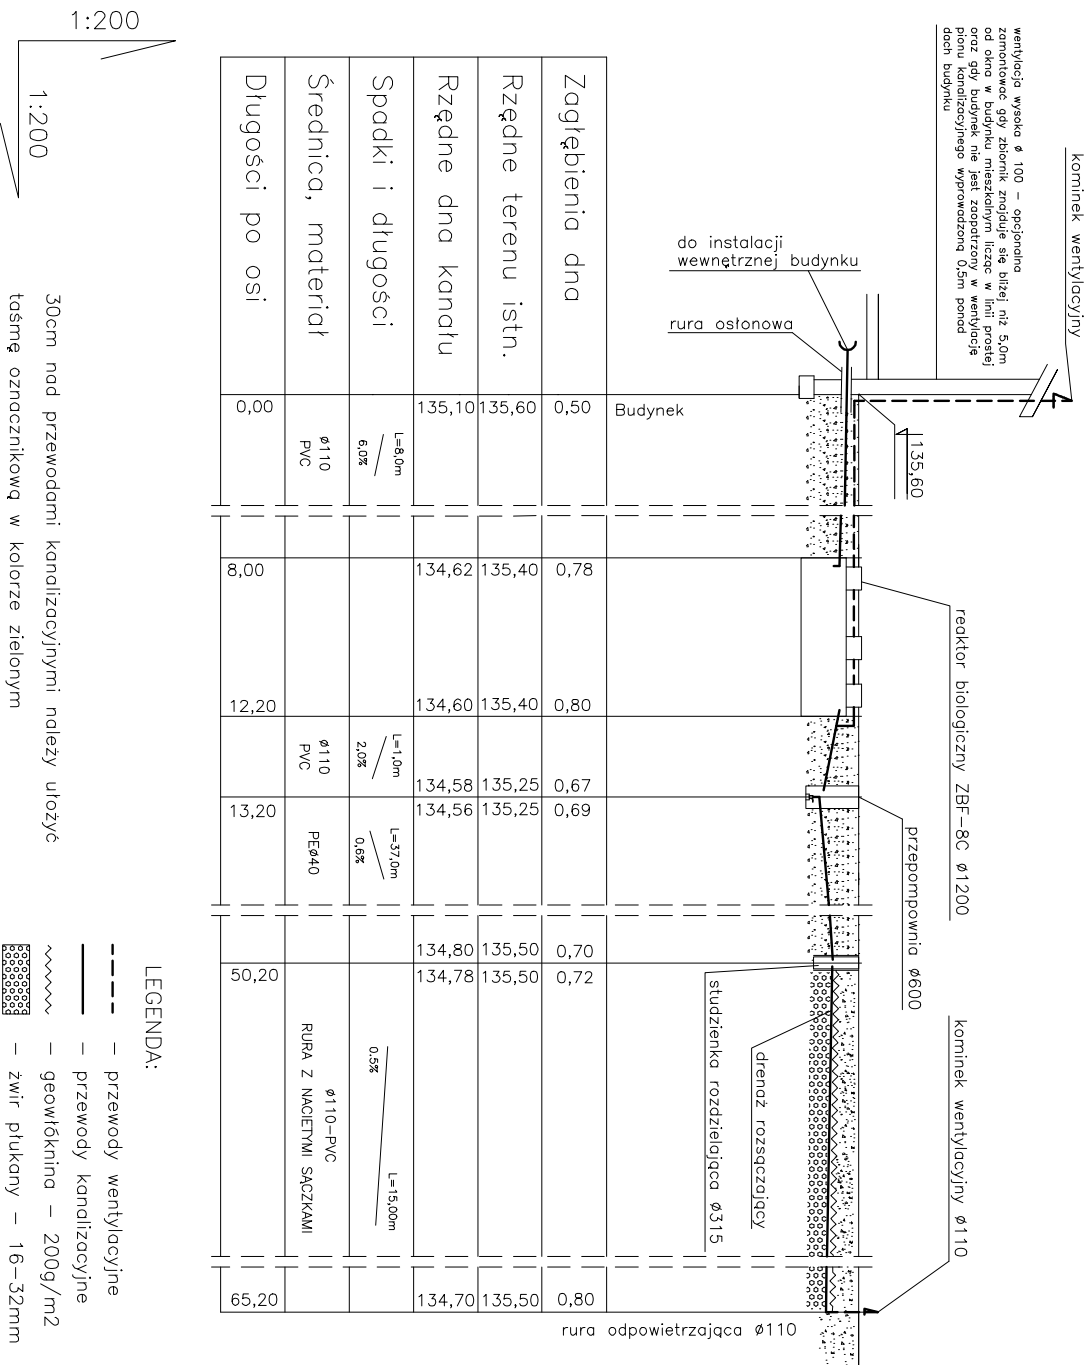 1:200
1:200
kominek wentylacyjny
wentylacja wysoka ø 100 – opcjonalna
zamontować gdy zbiornik znajduje się bliżej niż 5,0m
od okna w budynku mieszkalnym licząc w linii prostej
oraz gdy budynek nie jest zaopatrzony w wentylację
pionu kanalizacyjnego wyprowadzoną 0,5m ponad
dach budynku
do instalacji
wewnętrznej budynku
rura osłonowa
135,60
reaktor biologiczny ZBF–8C ø1200
przepompownia ø600
kominek wentylacyjny ø110
drenaż rozsączający
studzienka rozdzielająca ø315
rura odpowietrzająca ø110
Budynek
Zagłębienia dna
0,50
0,78
0,80
0,67
0,69
0,70
0,72
0,80
Rzędne terenu istn.
135,60
135,40
135,40
135,25
135,25
135,50
135,50
135,50
Rzędne dna kanału
135,10
134,62
134,60
134,58
134,56
134,80
134,78
134,70
Spadki i długości
L=8,0m
6,0%
L=1,0m
2,0%
L=37,0m
0,6%
0.5%
L=15,00m
Średnica, materiał
ø110
PVC
ø110
PVC
PEø40
ø110–PVC
RURA Z NACIETYMI SĄCZKAMI
Długości po osi
0,00
8,00
12,20
13,20
50,20
65,20
30cm nad przewodami kanalizacyjnymi należy ułożyć
taśmę oznacznikową w kolorze zielonym
LEGENDA:
– przewody wentylacyjne
– przewody kanalizacyjne
– geowłóknina – 200g/m2
– żwir płukany – 16–32mm